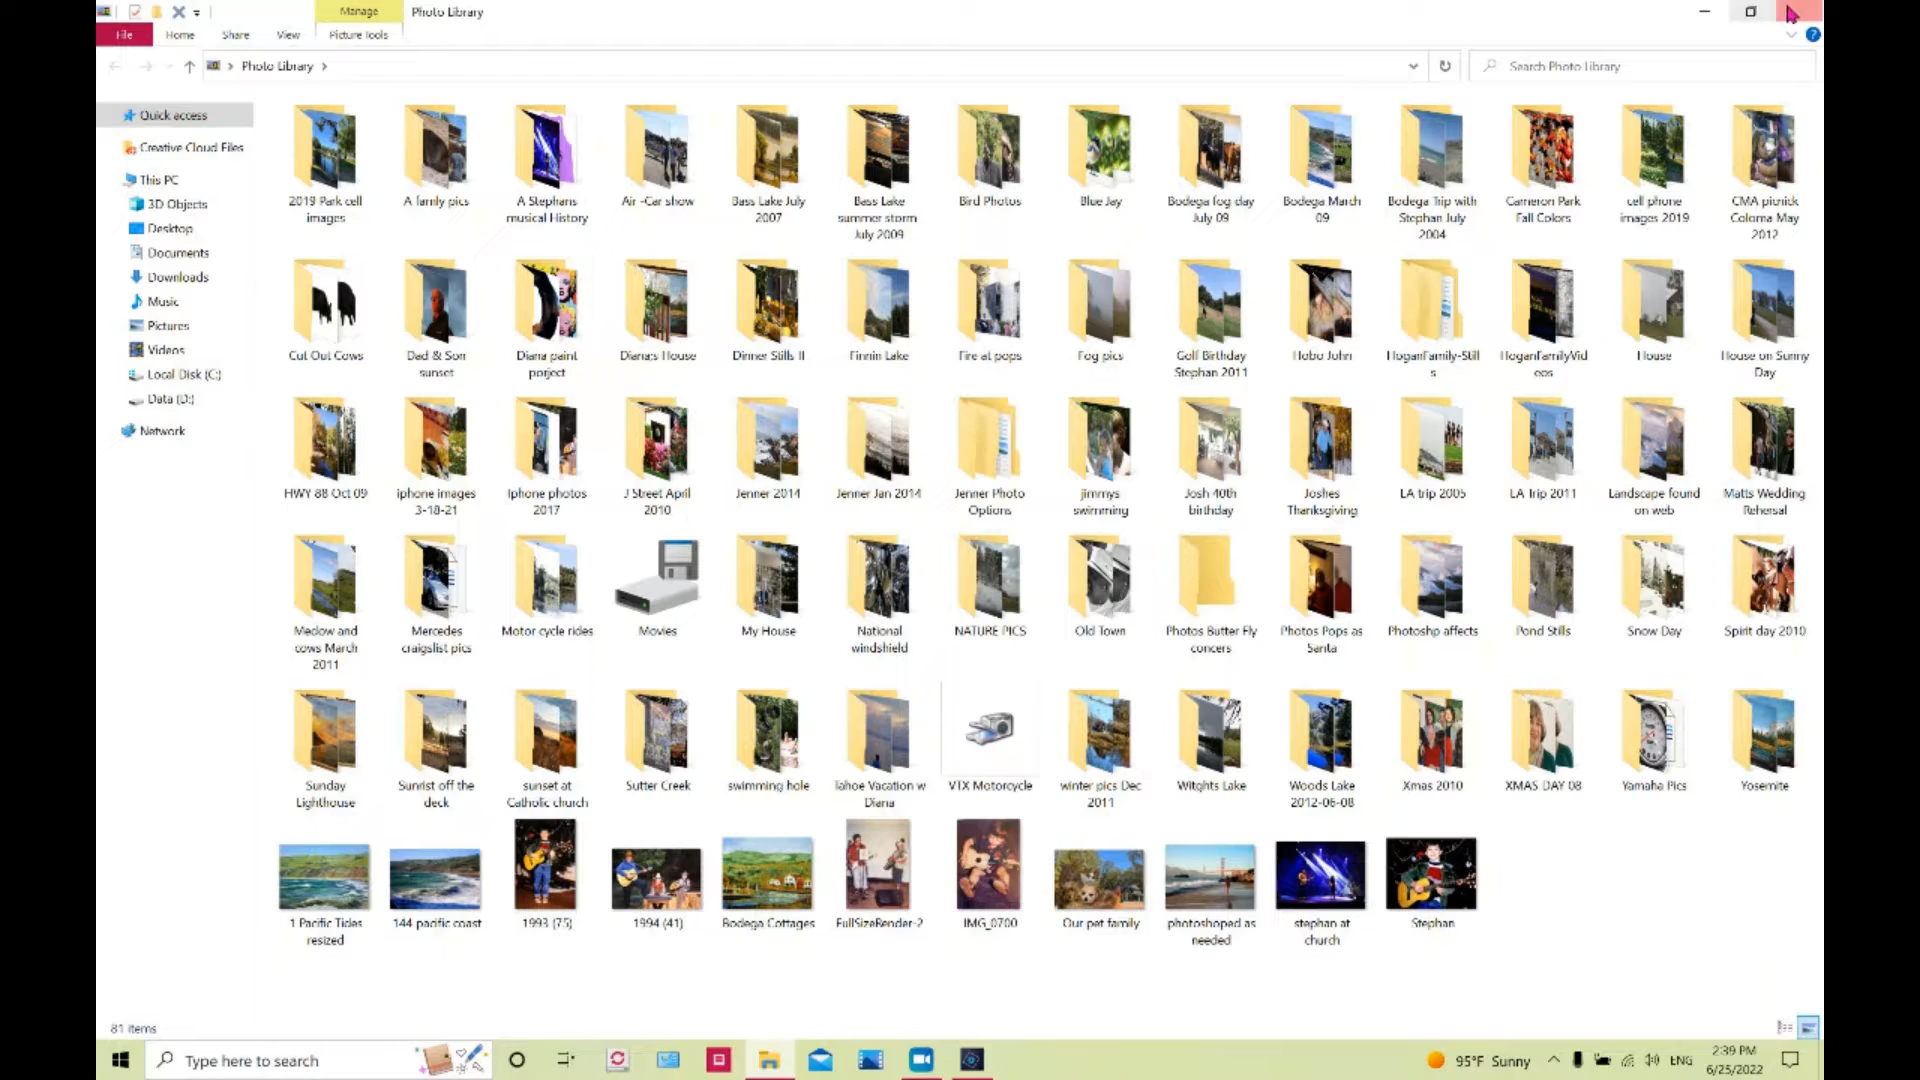 Manage
Photo Library
File
Home
Share
View
Picture Tools
Photo Library
Search Photo Library
Quick access
Creative Cloud Files
This PC
3D Objects
Desktop
Documents
Downloads
Music
Pictures
Videos
Local Disk (C:)
Data (D:)
Network
2019 Park cell
images
A family pics
A Stephans
musical History
Air -Car show
Bass Lake July
2007
Bass Lake
summer storm
July 2009
Bird Photos
Blue Jay
Bodega fog day
July 09
Bodega March
09
Bodega Trip with
Stephan July
2004
Cameron Park
Fall Colors
cell phone
images 2019
CMA picnick
Coloma May
2012
Cut Out Cows
Dad & Son
sunset
Diana paint
porject
Diana;s House
Dinner Stills II
Finnin Lake
Fire at pops
Fog pics
Golf Birthday
Stephan 2011
Hobo John
HoganFamily-Still
s
HoganFamilyVid
eos
House
House on Sunny
Day
HWY 88 Oct 09
iphone images
3-18-21
Iphone photos
2017
J Street April
2010
Jenner 2014
Jenner Jan 2014
Jenner Photo
Options
jimmys
swimming
Josh 40th
birthday
Joshes
Thanksgiving
LA trip 2005
LA Trip 2011
Landscape found
on web
Matts Wedding
Rehersal
Medow and
cows March
2011
Mercedes
craigslist pics
Motor cycle rides
Movies
My House
National
windshield
NATURE PICS
Old Town
Photos Butter Fly
concers
Photos Pops as
Santa
Photoshp affects
Pond Stills
Snow Day
Spirit day 2010
Sunday
Lighthouse
Sunrist off the
deck
sunset at
Catholic church
Sutter Creek
swimming hole
Tahoe Vacation w
Diana
VTX Motorcycle
winter pics Dec
2011
Witghts Lake
Woods Lake
2012-06-08
Xmas 2010
XMAS DAY 08
Yamaha Pics
Yosemite
1 Pacific Tides
resized
144 pacific coast
1993 (75)
1994 (41)
Bodega Cottages
FullSizeRender-2
IMG_0700
Our pet family
photoshoped as
needed
stephan at
church
Stephan
81 items
Type here to search
95°F Sunny
ENG
2:39 PM
6/25/2022